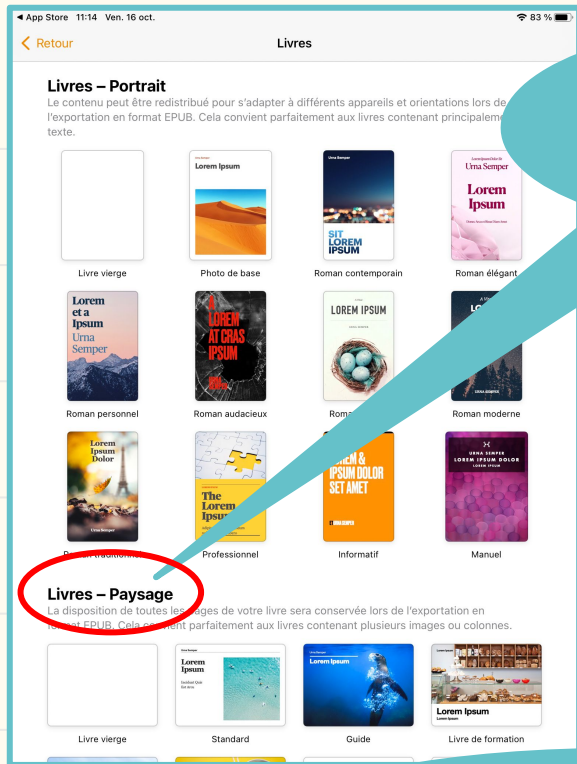 ◀ App Store 11:14 Ven. 16 oct. 83 %
Retour
Livres
Livres – Portrait
Le contenu peut être redistribué pour s'adapter à différents appareils et orientations lors de
l'exportation en format EPUB. Cela convient parfaitement aux livres contenant
texte.
Lorem Ipsum
Urna Semper
SIT
LOREM
IPSUM
Urna Semper
Lorem
Ipsum
Livre vierge
Photo de base
Roman contemporain
Roman élégant
Lorem
et a
Ipsum
Urna
Semper
LOREM
AT CRAS
IPSUM
LOREM IPSUM
URNA SEMPER
Roman personnel
Roman audacieux
Roman moderne
Lorem
Ipsum
Dolor
Urna Semper
The
Lorem
IPSUM DOLOR
SET AMET
URNA SEMPER
URNA SEMPER
LOREM IPSUM DOLOR
LOREM IPSUM
Professionnel
Informatif
Manuel
Livres – Paysage
La disposition de toutes les pages de votre livre sera conservée lors de l'exportation en
format EPUB. Cela convient parfaitement aux livres contenant plusieurs images ou colonnes.
Lorem
Ipsum
Lorem Ipsum
Lorem Ipsum
Lorem Ipsum
Livre vierge
Standard
Guide
Livre de formation